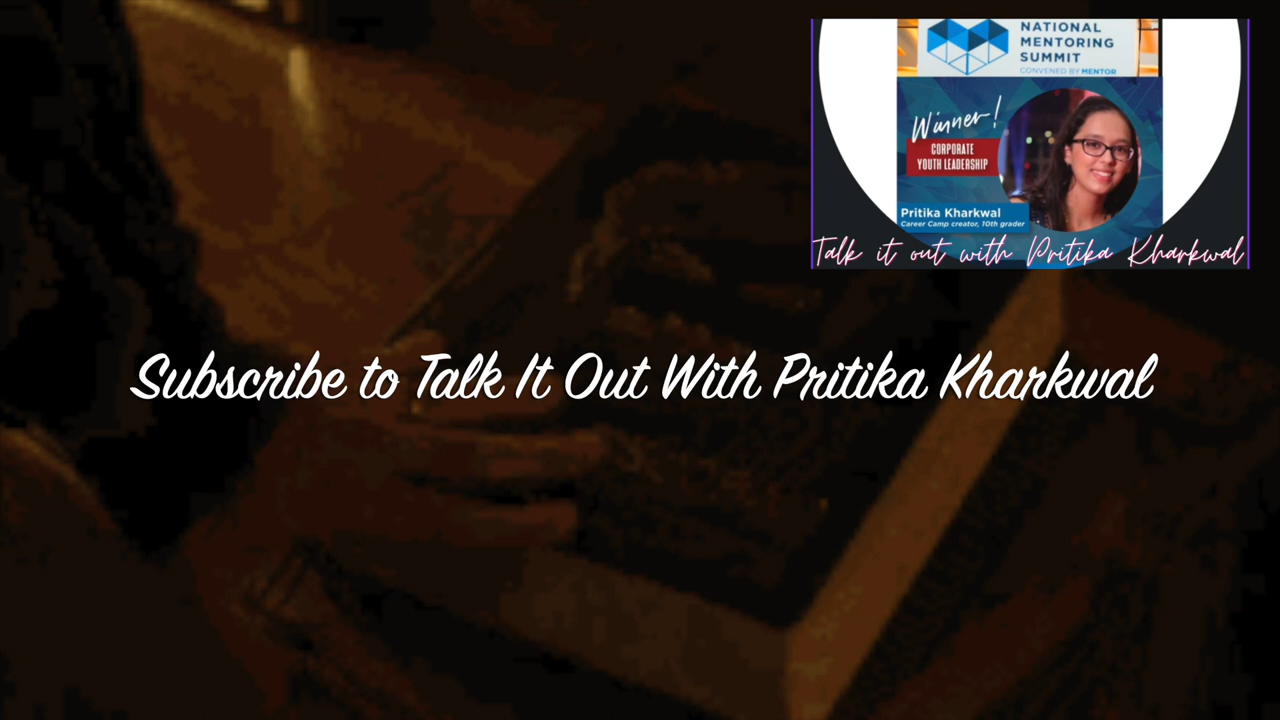 NATIONAL
MENTORING
SUMMIT
CONVENED BY MENTOR
Winner!
CORPORATE
YOUTH LEADERSHIP
Pritika Kharkwal
Career Camp creator, 10th grader
Talk it out with Pritika Kharkwal
Subscribe to Talk It Out With Pritika Kharkwal